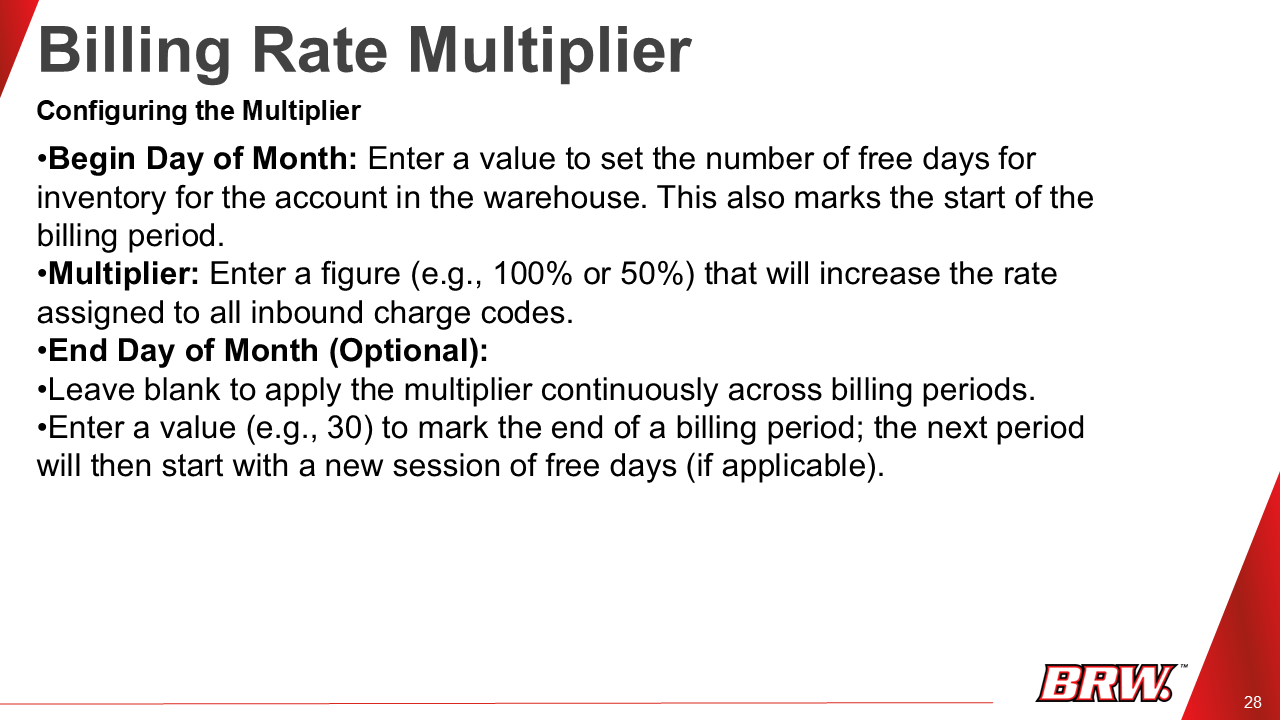 Billing Rate Multiplier
Configuring the Multiplier
•Begin Day of Month: Enter a value to set the number of free days for
inventory for the account in the warehouse. This also marks the start of the
billing period.
•Multiplier: Enter a figure (e.g., 100% or 50%) that will increase the rate
assigned to all inbound charge codes.
•End Day of Month (Optional):
•Leave blank to apply the multiplier continuously across billing periods.
•Enter a value (e.g., 30) to mark the end of a billing period; the next period
will then start with a new session of free days (if applicable).
BRW.™
28